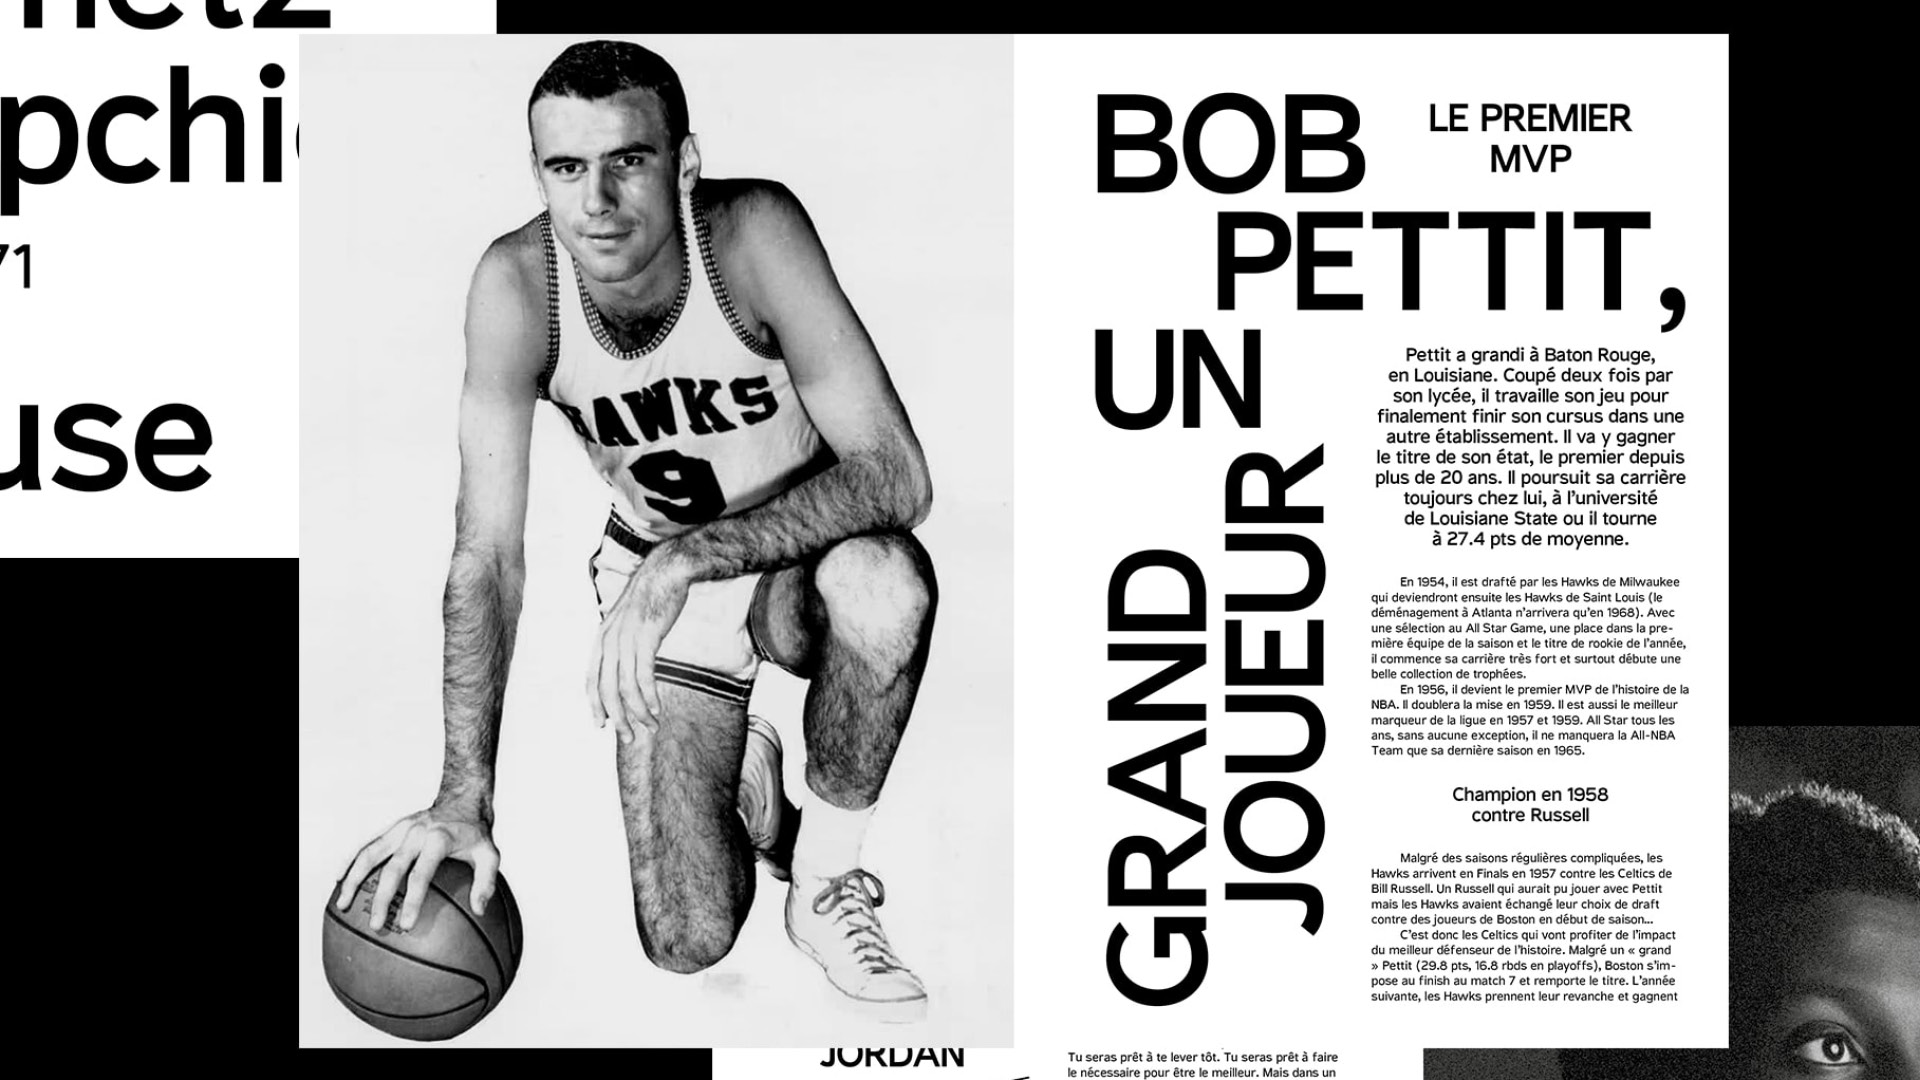 use
71
HAWKS
9
BOB
PETTIT,
UN
GRAND
JOUEUR
LE PREMIER
MVP
Pettit a grandi à Baton Rouge,
en Louisiane. Coupé deux fois par
son lycée, il travaille son jeu pour
finalement finir son cursus dans une
autre établissement. Il va y gagner
le titre de son état, le premier depuis
plus de 20 ans. Il poursuit sa carrière
toujours chez lui, à l'université
de Louisiane State ou il tourne
à 27.4 pts de moyenne.
En 1954, il est drafté par les Hawks de Milwaukee
qui deviendront ensuite les Hawks de Saint Louis (le
déménagement à Atlanta n'arrivera qu'en 1968). Avec
une sélection au All Star Game, une place dans la pre-
mière équipe de la saison et le titre de rookie de l'année,
il commence sa carrière très fort et surtout débute une
belle collection de trophées.
En 1956, il devient le premier MVP de l'histoire de la
NBA. Il doublera la mise en 1959. Il est aussi le meilleur
marqueur de la ligue en 1957 et 1959. All Star tous les
ans, sans aucune exception, il ne manquera la All-NBA
Team que sa dernière saison en 1965.
Champion en 1958
contre Russell
Malgré des saisons régulières compliquées, les
Hawks arrivent en Finals en 1957 contre les Celtics de
Bill Russell. Un Russell qui aurait pu jouer avec Pettit
mais les Hawks avaient échangé leur choix de draft
contre des joueurs de Boston en début de saison...
C'est donc les Celtics qui vont profiter de l'impact
du meilleur défenseur de l'histoire. Malgré un « grand
» Pettit (29.8 pts, 16.8 rbds en playoffs), Boston s'im-
pose au finish au match 7 et remporte le titre. L'année
suivante, les Hawks prennent leur revanche et gagnent
JORDAN
Tu seras prêt à te lever tôt. Tu seras prêt à faire
le nécessaire pour être le meilleur. Mais dans un